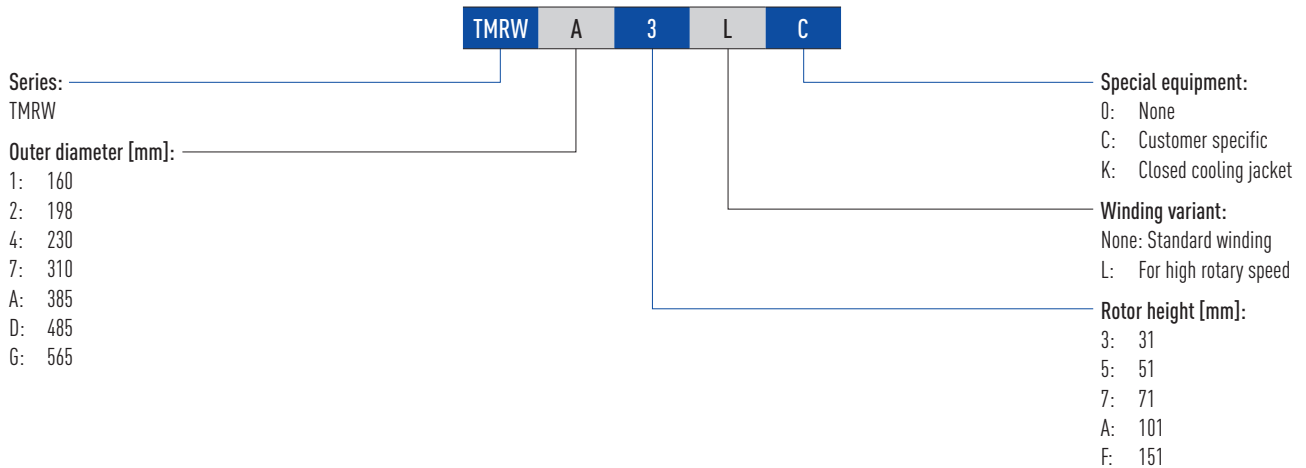 TMRW A 3 L C
Series:
TMRW
Outer diameter [mm]:
1: 160
2: 198
4: 230
7: 310
A: 385
D: 485
G: 565
Special equipment:
0: None
C: Customer specific
K: Closed cooling jacket
Winding variant:
None: Standard winding
L: For high rotary speed
Rotor height [mm]:
3: 31
5: 51
7: 71
A: 101
F: 151